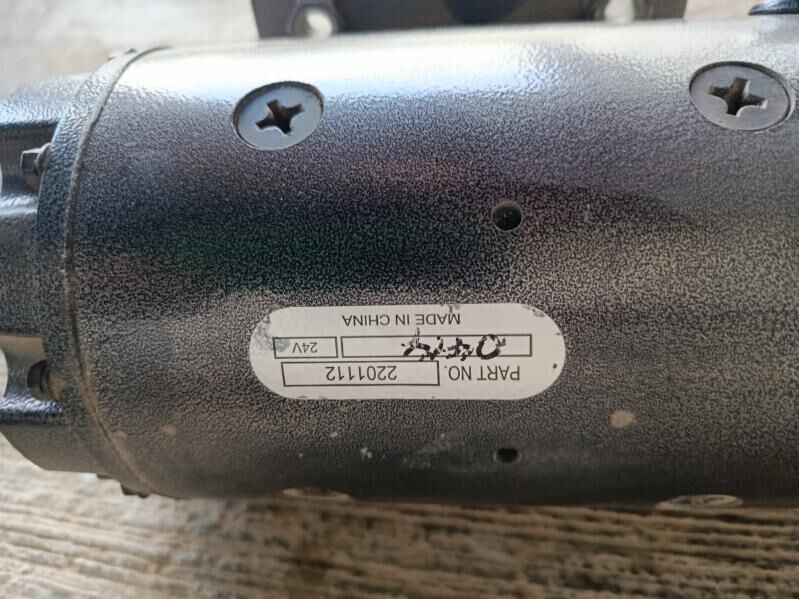 PART NO. 2201112
24V
MADE IN CHINA